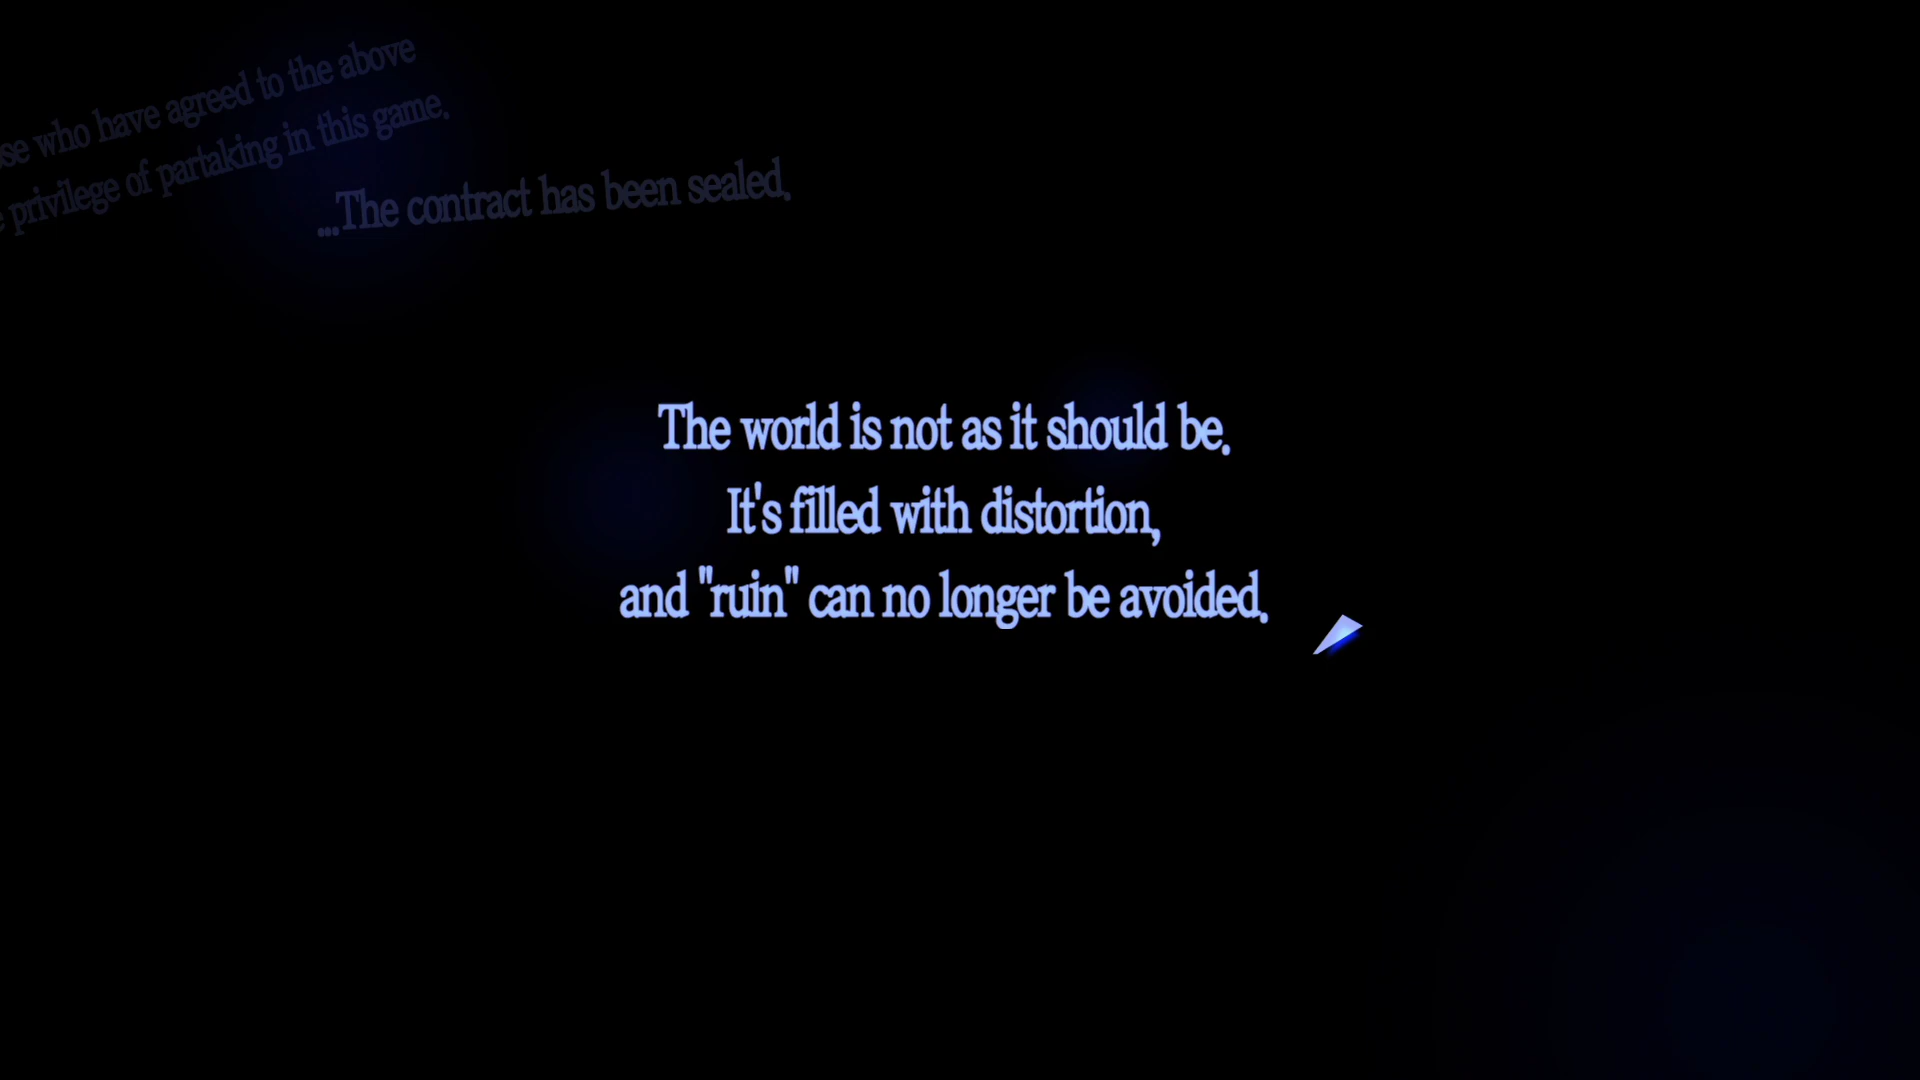 se who have agreed to the above
privilege of partaking in this game.
...The contract has been sealed.
The world is not as it should be.
It's filled with distortion,
and "ruin" can no longer be avoided.